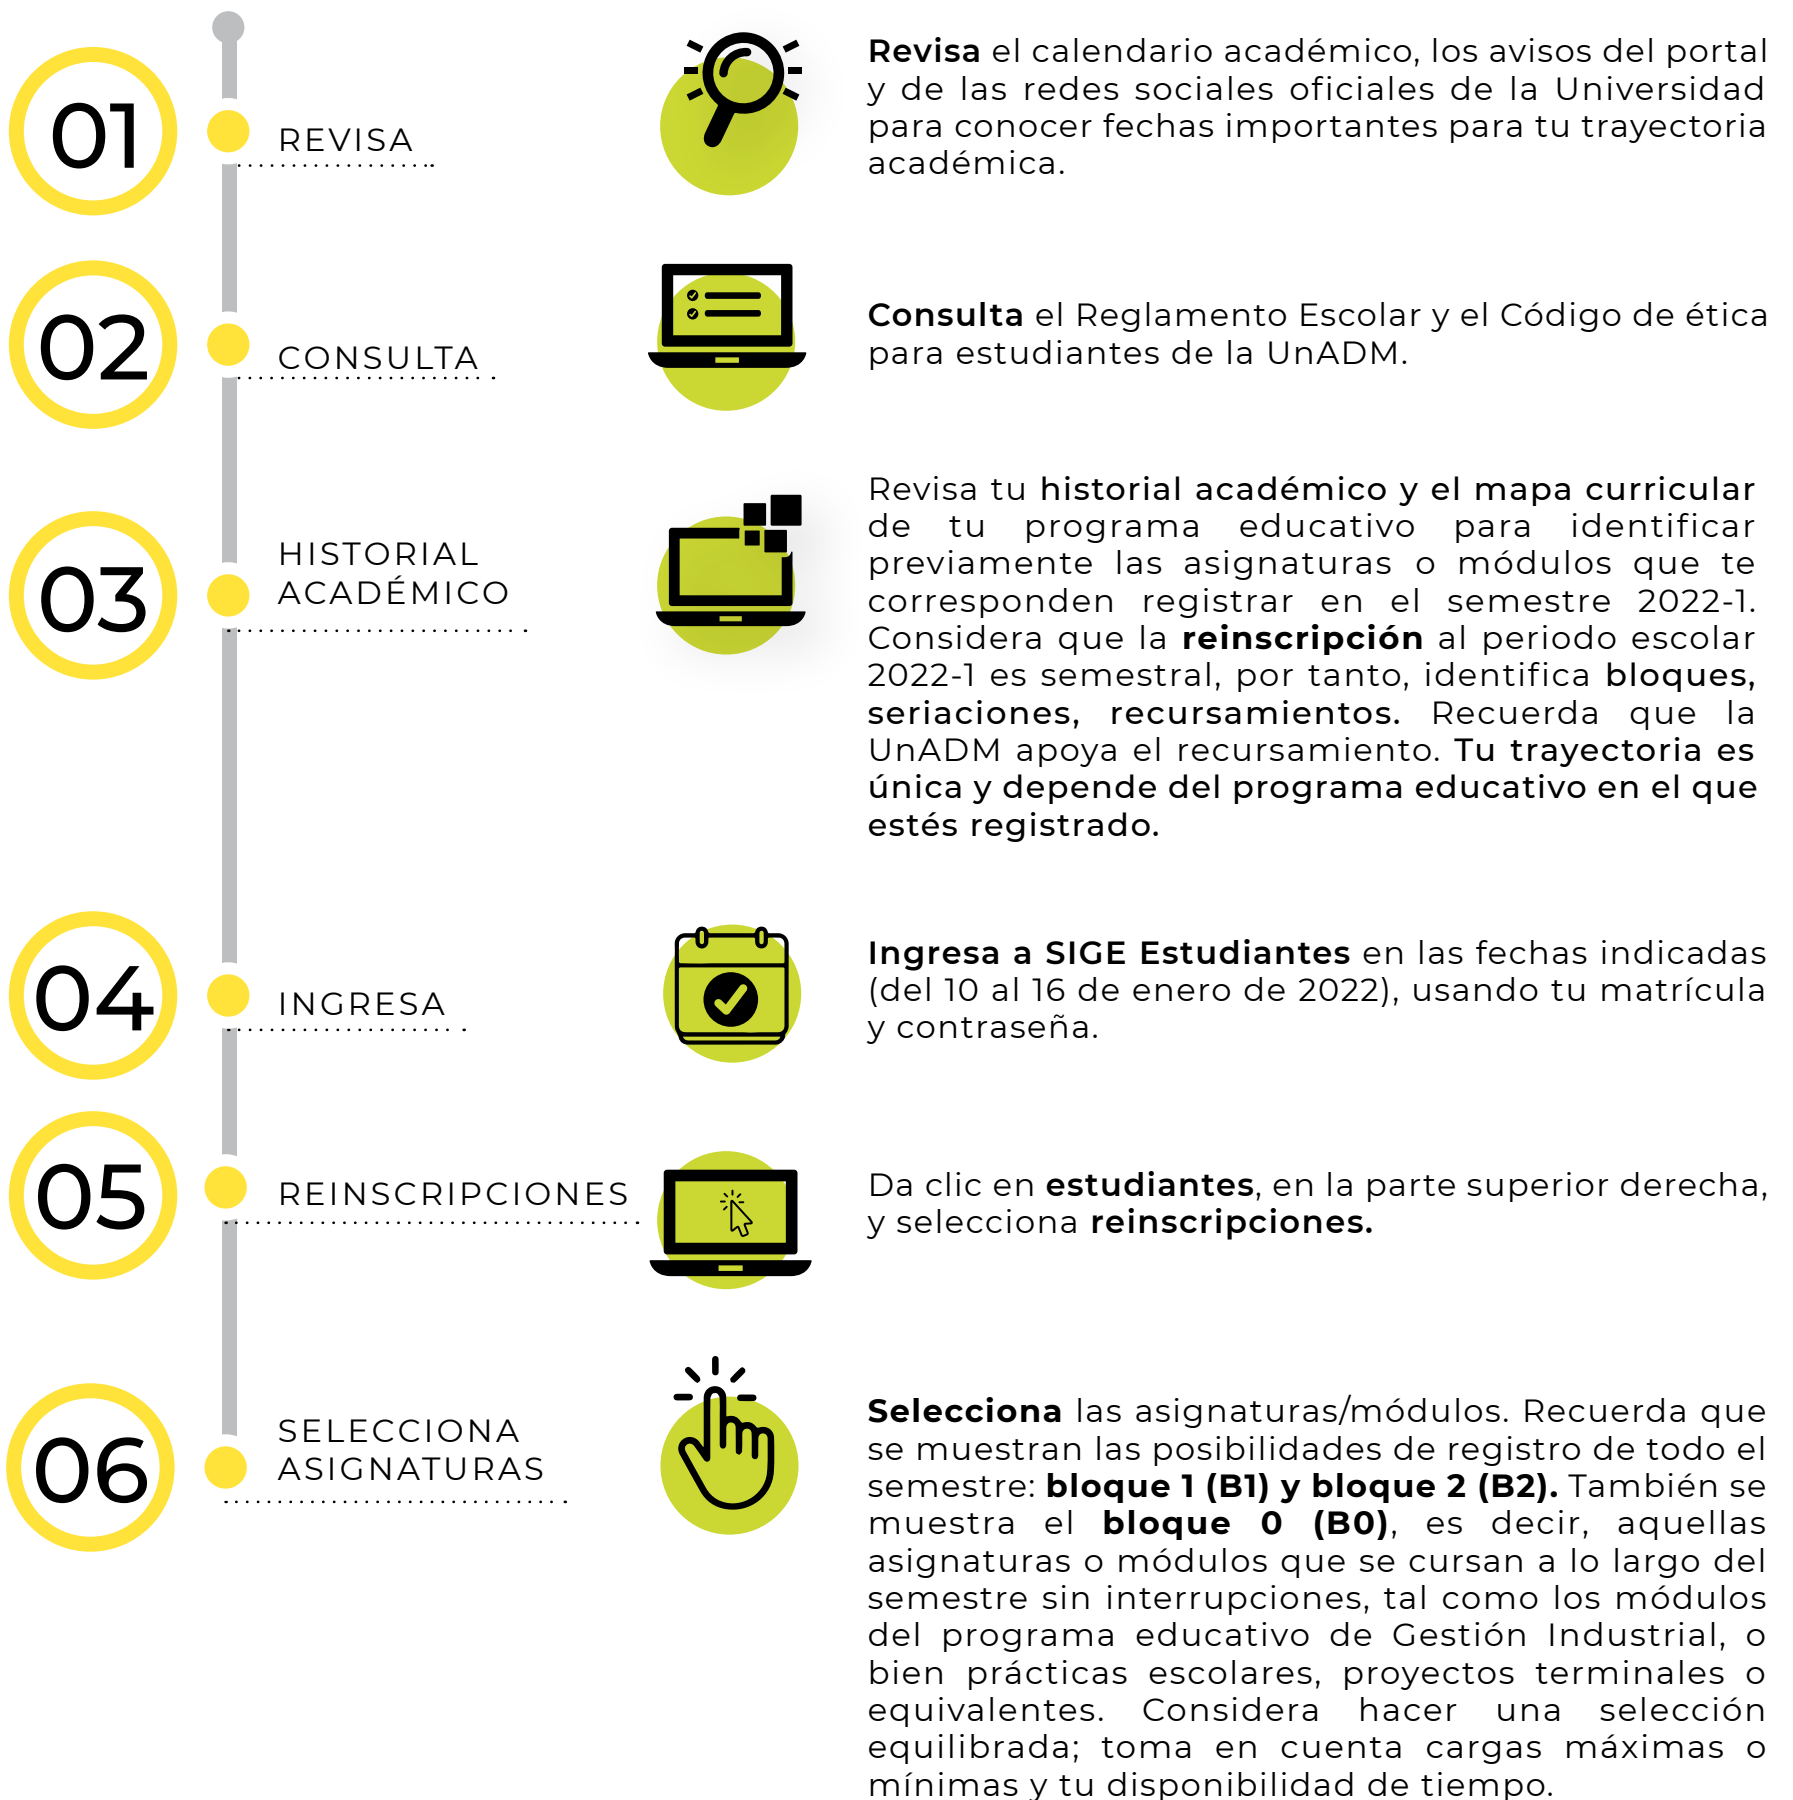 01
REVISA
Revisa el calendario académico, los avisos del portal
y de las redes sociales oficiales de la Universidad
para conocer fechas importantes para tu trayectoria
académica.
02
CONSULTA
Consulta el Reglamento Escolar y el Código de ética
para estudiantes de la UnADM.
03
HISTORIAL
ACADÉMICO
Revisa tu historial académico y el mapa curricular
de tu programa educativo para identificar
previamente las asignaturas o módulos que te
corresponden registrar en el semestre 2022-1.
Considera que la reinscripción al periodo escolar
2022-1 es semestral, por tanto, identifica bloques,
seriaciones, recursamientos. Recuerda que la
UnADM apoya el recursamiento. Tu trayectoria es
única y depende del programa educativo en el que
estés registrado.
04
INGRESA
Ingresa a SIGE Estudiantes en las fechas indicadas
(del 10 al 16 de enero de 2022), usando tu matrícula
y contraseña.
05
REINSCRIPCIONES
Da clic en estudiantes, en la parte superior derecha,
y selecciona reinscripciones.
06
SELECCIONA
ASIGNATURAS
Selecciona las asignaturas/módulos. Recuerda que
se muestran las posibilidades de registro de todo el
semestre: bloque 1 (B1) y bloque 2 (B2). También se
muestra el bloque 0 (B0), es decir, aquellas
asignaturas o módulos que se cursan a lo largo del
semestre sin interrupciones, tal como los módulos
del programa educativo de Gestión Industrial, o
bien prácticas escolares, proyectos terminales o
equivalentes. Considera hacer una selección
equilibrada; toma en cuenta cargas máximas o
mínimas y tu disponibilidad de tiempo.